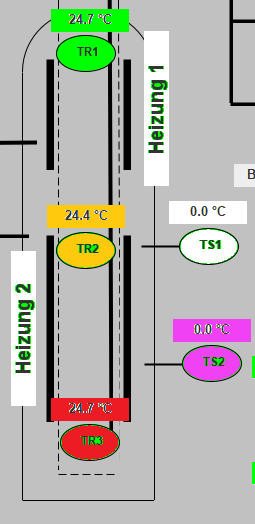 24.7 °C
TR1
Heizung 1
B
24.4 °C
0.0 °C
TR2
TS1
Heizung 2
0.0 °C
TS2
24.7 °C
TR3